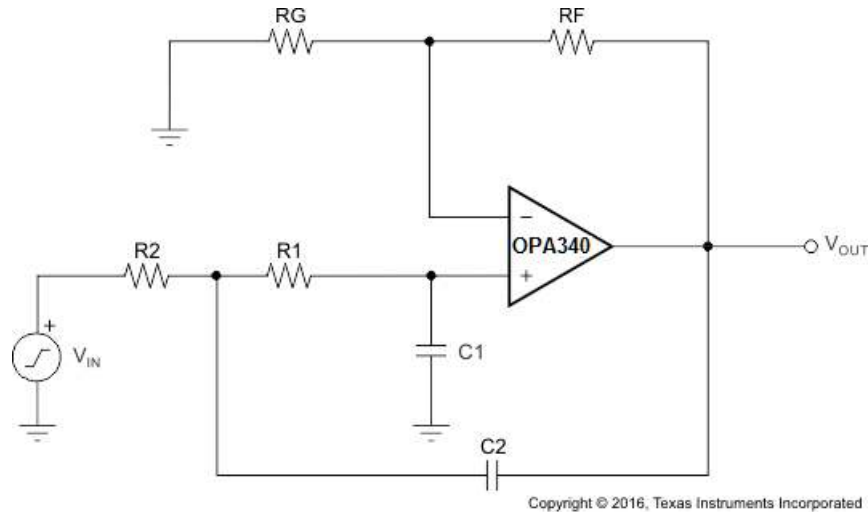 RG
RF
OPA340
−
+
VOUT
R2
R1
+
VIN
C1
C2
Copyright © 2016, Texas Instruments Incorporated